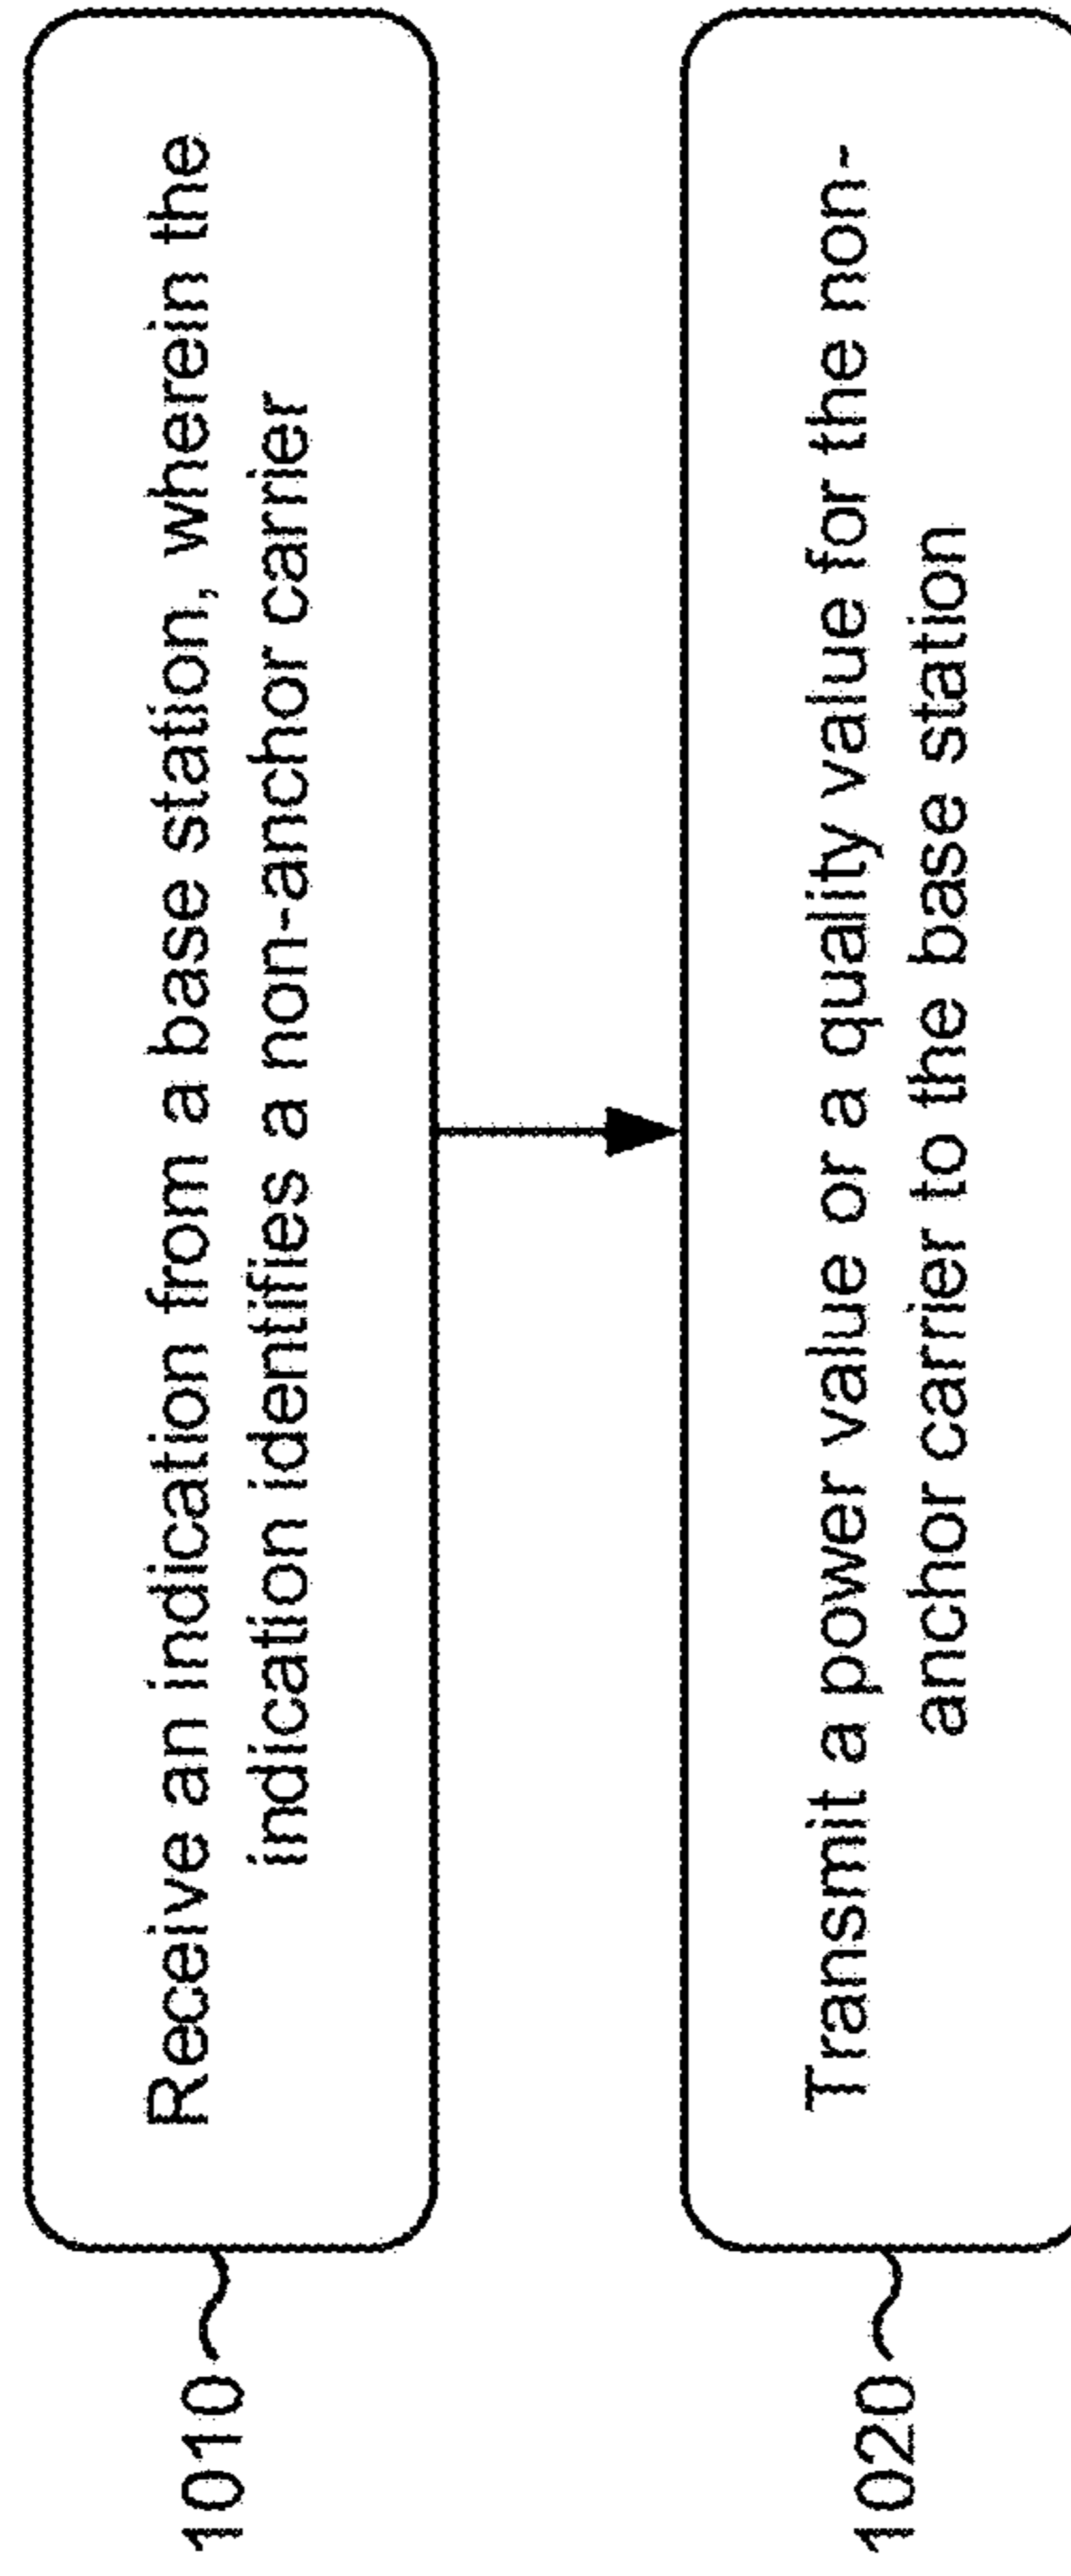 1010
Receive an indication from a base station, wherein the
indication identifies a non-anchor carrier
1020
Transmit a power value or a quality value for the non-
anchor carrier to the base station